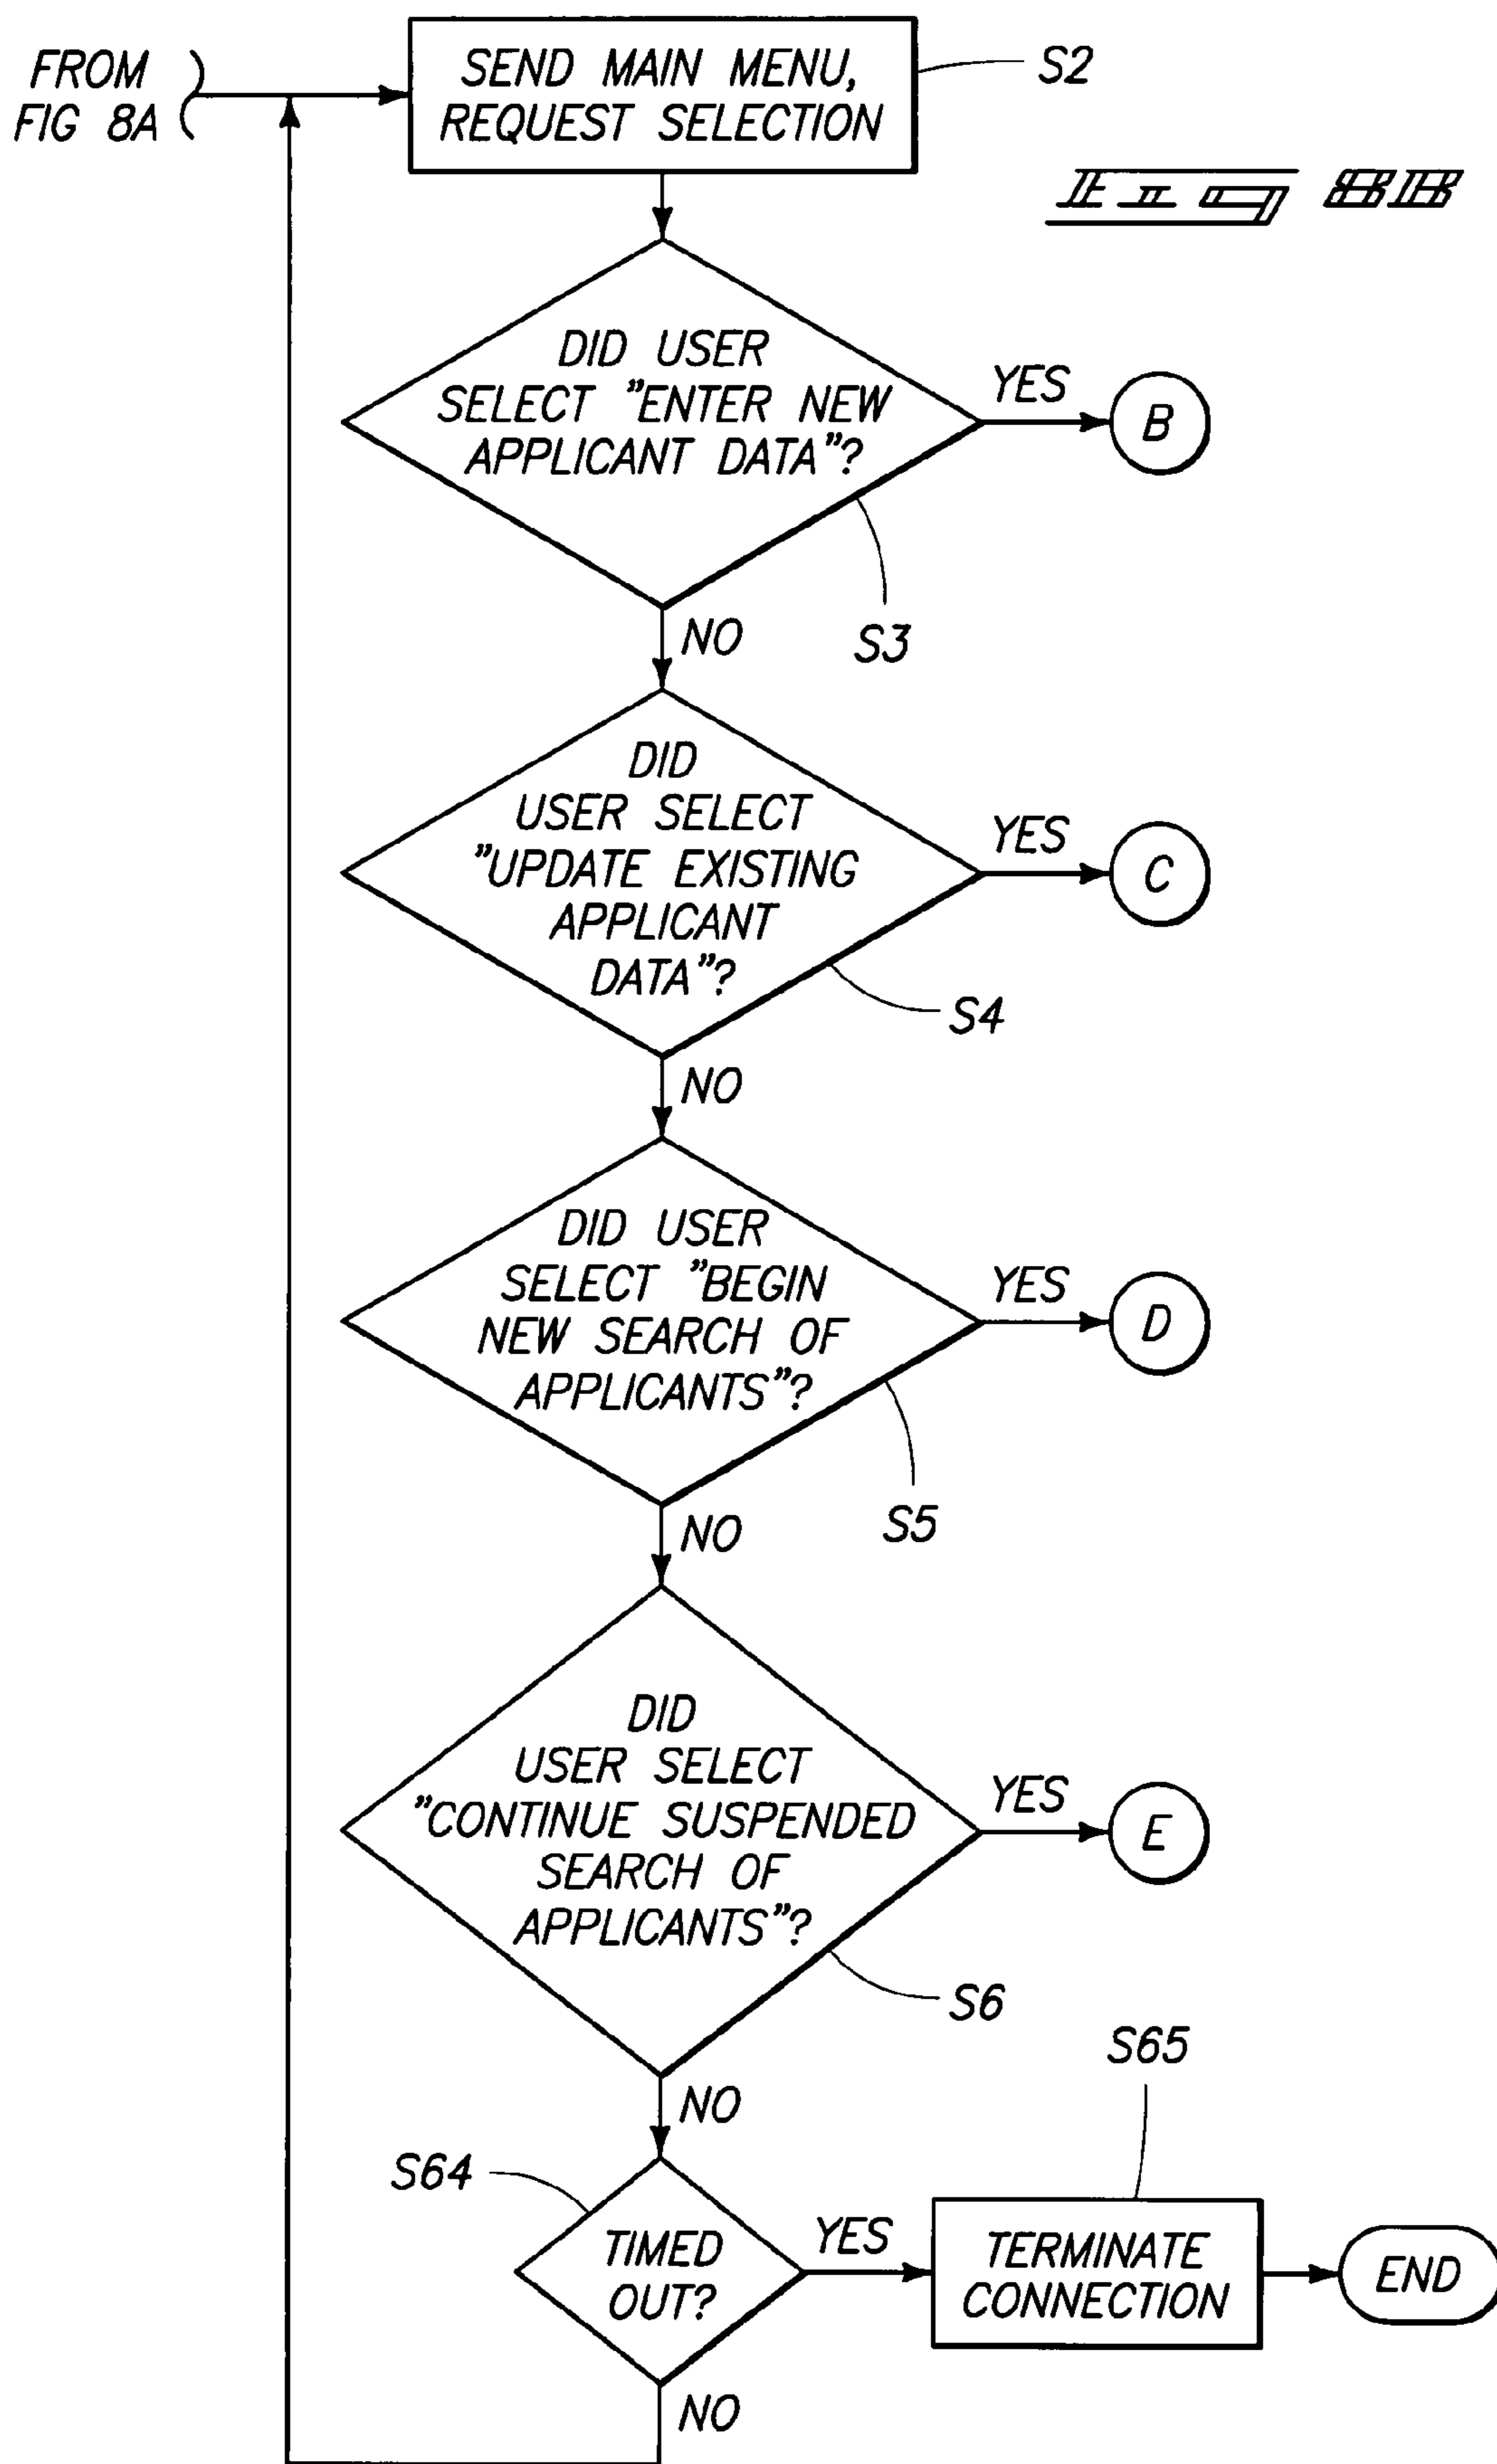 FROM
FIG 8A
SEND MAIN MENU,
REQUEST SELECTION
S2
Fig 8B
DID USER
SELECT "ENTER NEW
APPLICANT DATA"?
YES
B
S3
NO
DID
USER SELECT
"UPDATE EXISTING
APPLICANT
DATA"?
YES
C
S4
NO
DID USER
SELECT "BEGIN
NEW SEARCH OF
APPLICANTS"?
YES
D
S5
NO
DID
USER SELECT
"CONTINUE SUSPENDED
SEARCH OF
APPLICANTS"?
YES
E
S6
NO
S64
TIMED
OUT?
YES
S65
TERMINATE
CONNECTION
END
NO